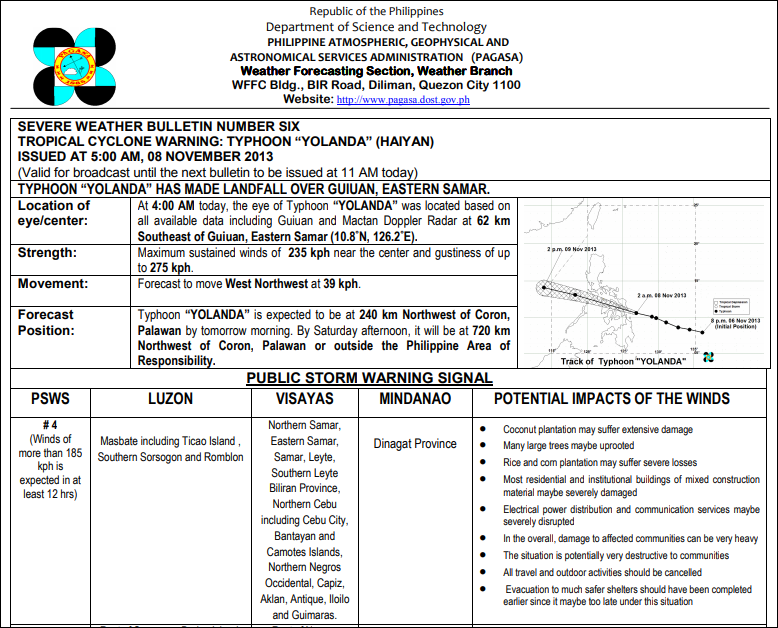 Republic of the Philippines
Department of Science and Technology
PHILIPPINE ATMOSPHERIC, GEOPHYSICAL AND
ASTRONOMICAL SERVICES ADMINISTRATION (PAGASA)
Weather Forecasting Section, Weather Branch
WFFC Bldg., BIR Road, Diliman, Quezon City 1100
Website: http://www.pagasa.dost.gov.ph
SEVERE WEATHER BULLETIN NUMBER SIX
TROPICAL CYCLONE WARNING: TYPHOON “YOLANDA” (HAIYAN)
ISSUED AT 5:00 AM, 08 NOVEMBER 2013
(Valid for broadcast until the next bulletin to be issued at 11 AM today)
TYPHOON “YOLANDA” HAS MADE LANDFALL OVER GUIUAN, EASTERN SAMAR.
Location of
eye/center:
At 4:00 AM today, the eye of Typhoon “YOLANDA” was located based on
all available data including Guiuan and Mactan Doppler Radar at 62 km
Southeast of Guiuan, Eastern Samar (10.8°N, 126.2°E).
Strength:
Maximum sustained winds of 235 kph near the center and gustiness of up
to 275 kph.
Movement:
Forecast to move West Northwest at 39 kph.
Forecast
Position:
Typhoon “YOLANDA” is expected to be at 240 km Northwest of Coron,
Palawan by tomorrow morning. By Saturday afternoon, it will be at 720 km
Northwest of Coron, Palawan or outside the Philippine Area of
Responsibility.
2 p.m. 09 Nov 2013
2 a.m. 08 Nov 2013
Tropical Depression
Tropical Storm
Typhoon
8 p.m. 06 Nov 2013
(Initial Position)
Track of Typhoon "YOLANDA"
PUBLIC STORM WARNING SIGNAL
PSWS
LUZON
VISAYAS
MINDANAO
POTENTIAL IMPACTS OF THE WINDS
# 4
(Winds of
more than 185
kph is
expected in at
least 12 hrs)
Masbate including Ticao Island ,
Southern Sorsogon and Romblon
Northern Samar,
Eastern Samar,
Samar, Leyte,
Southern Leyte
Biliran Province,
Northern Cebu
including Cebu City,
Bantayan and
Camotes Islands,
Northern Negros
Occidental, Capiz,
Aklan, Antique, Iloilo
and Guimaras.
Dinagat Province
● Coconut plantation may suffer extensive damage
● Many large trees maybe uprooted
● Rice and corn plantation may suffer severe losses
● Most residential and institutional buildings of mixed construction
material maybe severely damaged
● Electrical power distribution and communication services maybe
severely disrupted
● In the overall, damage to affected communities can be very heavy
● The situation is potentially very destructive to communities
● All travel and outdoor activities should be cancelled
● Evacuation to much safer shelters should have been completed
earlier since it maybe too late under this situation